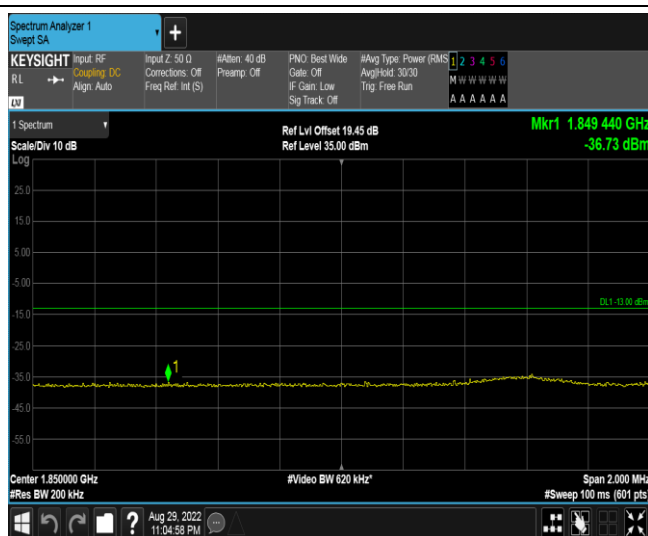 Spectrum Analyzer 1
Swept SA
+
KEYSIGHT
RL
Input: RF
Coupling: DC
Align: Auto
Input Z: 50 Ω
Corrections: Off
Freq Ref: Int (S)
#Atten: 40 dB
Preamp: Off
PNO: Best Wide
Gate: Off
IF Gain: Low
Sig Track: Off
#Avg Type: Power (RMS
Avg|Hold: 30/30
Trig: Free Run
1 2 3 4 5 6
M W W W W W
A A A A A A
1 Spectrum
Scale/Div 10 dB
Ref Lvl Offset 19.45 dB
Ref Level 35.00 dBm
Mkr1 1.849 440 GHz
-36.73 dBm
Log
25.0
15.0
5.00
-5.00
DL1 -13.00 dBm
-15.0
-25.0
1
-35.0
-45.0
-55.0
Center 1.850000 GHz
#Video BW 620 kHz*
Span 2.000 MHz
#Res BW 200 kHz
#Sweep 100 ms (601 pts)
?
Aug 29, 2022
11:04:58 PM